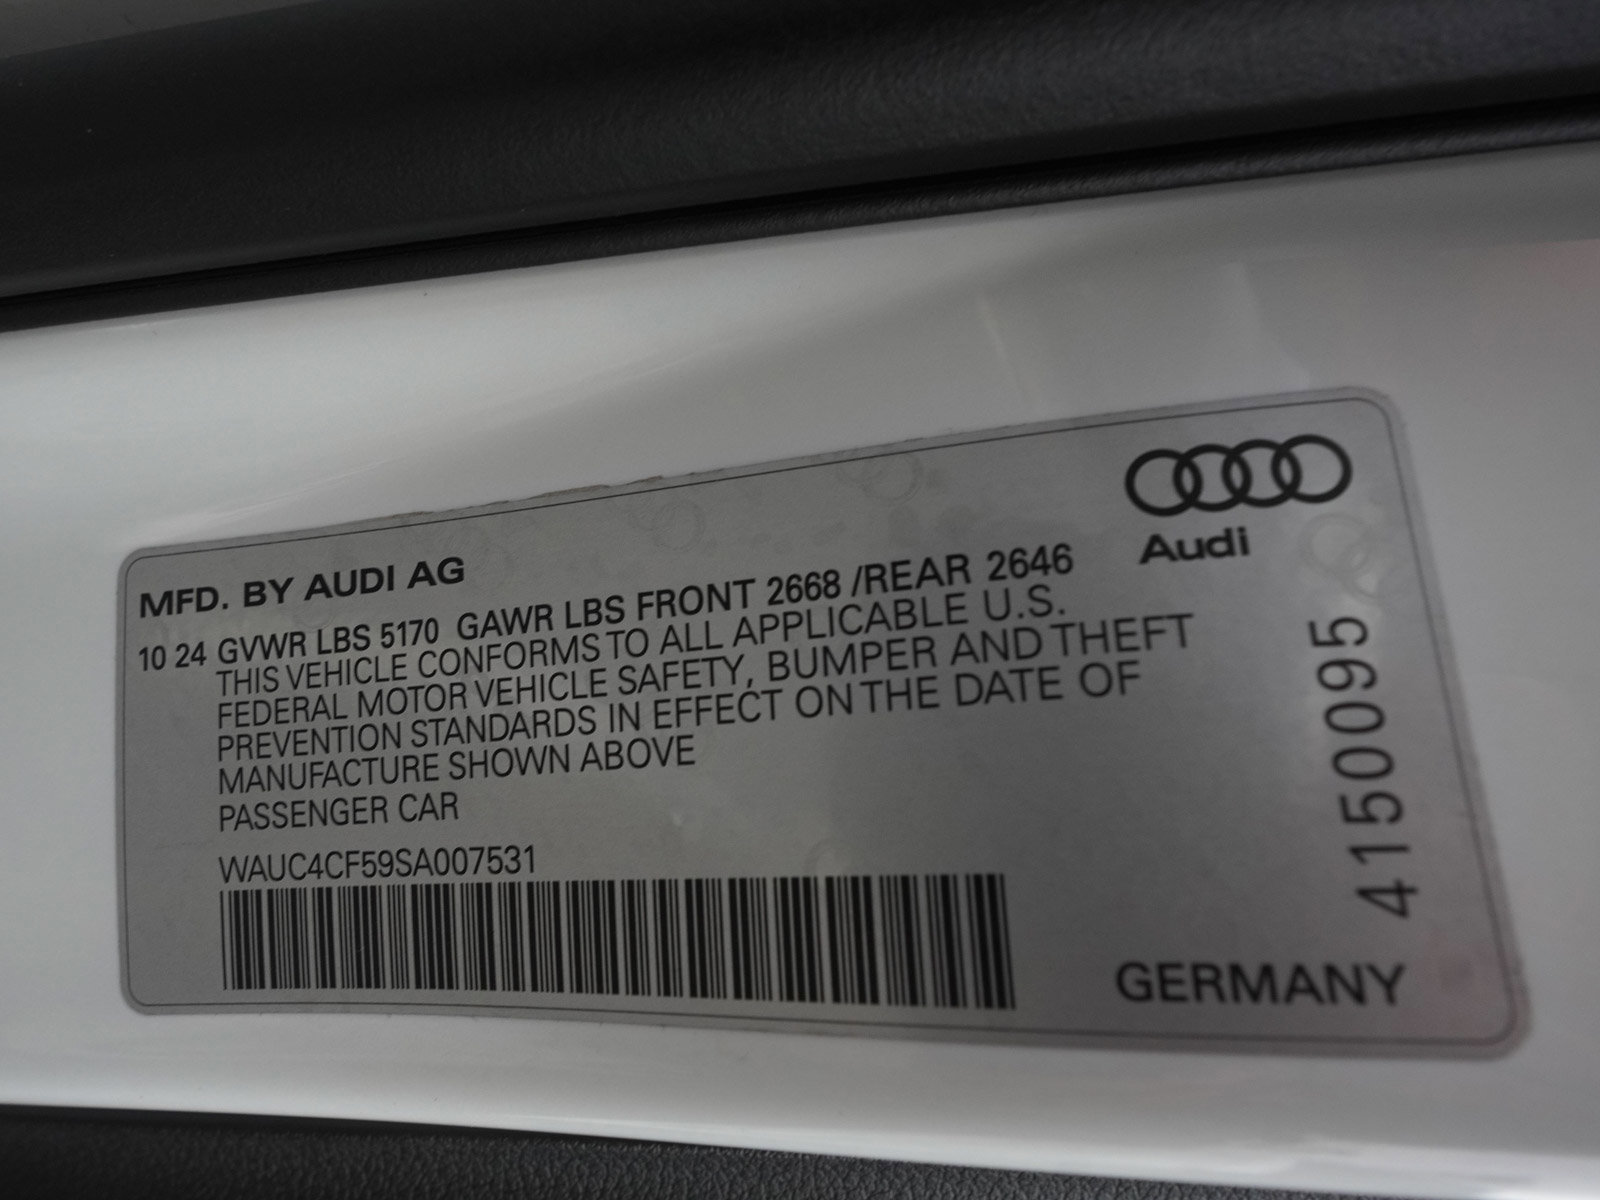 Audi
MFD. BY AUDI AG
10 24 GVWR LBS 5170 GAWR LBS FRONT 2668 /REAR 2646
THIS VEHICLE CONFORMS TO ALL APPLICABLE U.S.
FEDERAL MOTOR VEHICLE SAFETY, BUMPER AND THEFT
PREVENTION STANDARDS IN EFFECT ON THE DATE OF
MANUFACTURE SHOWN ABOVE
PASSENGER CAR
WAUC4CF59SA007531
4150095
GERMANY